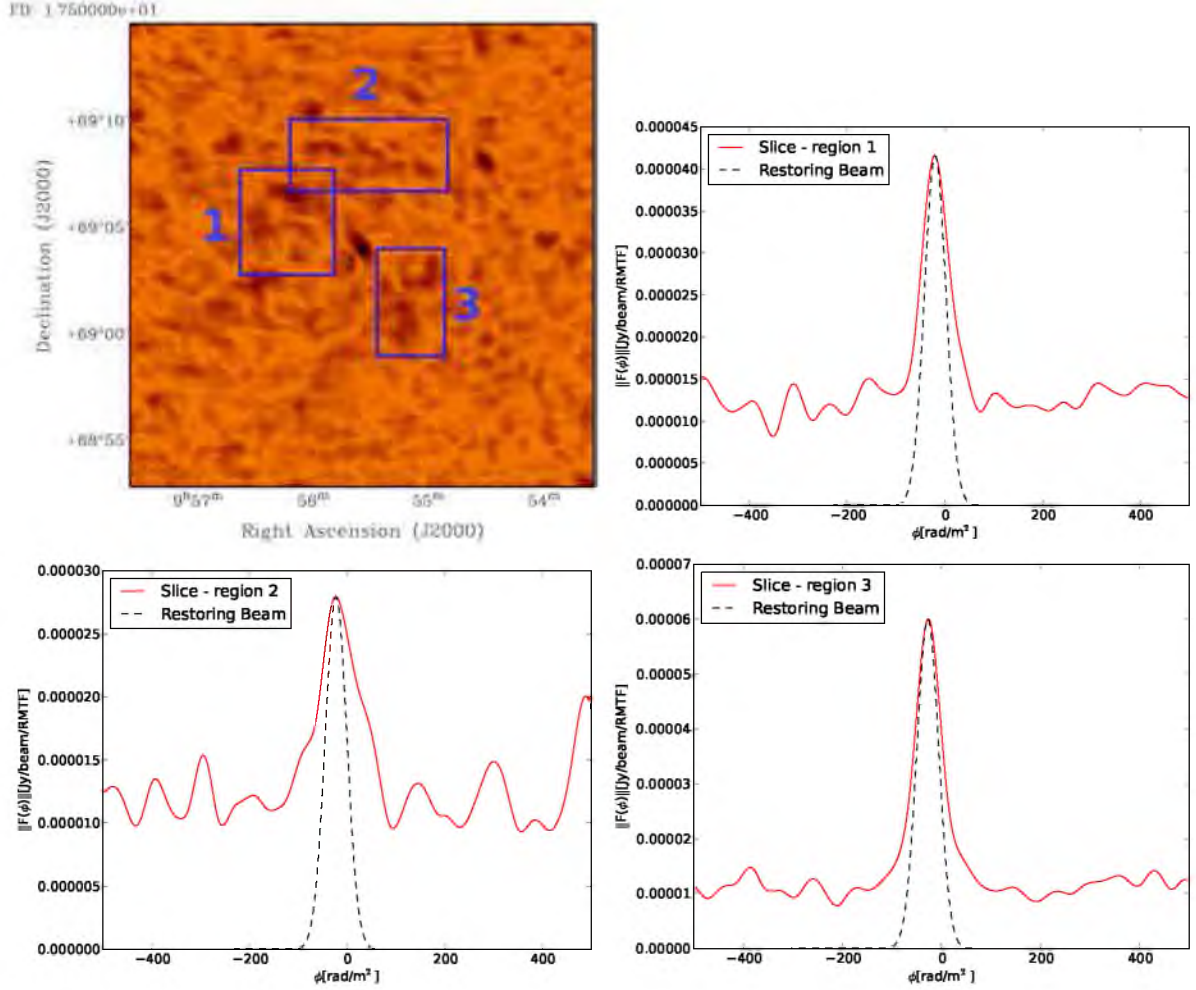 FD 1 750000e+01
2
1
3
+69°10'
+69°05'
+69°00'
+68°55'
Declination (J2000)
9ʰ57ᵐ 56ᵐ 55ᵐ 54ᵐ
Right Ascension (J2000)
Slice - region 1
Restoring Beam
0.000045
0.000040
0.000035
0.000030
0.000025
0.000020
0.000015
0.000010
0.000005
0.000000
||F(ϕ)||[Jy/beam/RMTF]
−400 −200 0 200 400
ϕ[rad/m² ]
Slice - region 2
Restoring Beam
0.000030
0.000025
0.000020
0.000015
0.000010
0.000005
0.000000
||F(ϕ)||[Jy/beam/RMTF]
−400 −200 0 200 400
ϕ[rad/m² ]
Slice - region 3
Restoring Beam
0.00007
0.00006
0.00005
0.00004
0.00003
0.00002
0.00001
0.00000
||F(ϕ)||[Jy/beam/RMTF]
−400 −200 0 200 400
ϕ[rad/m² ]